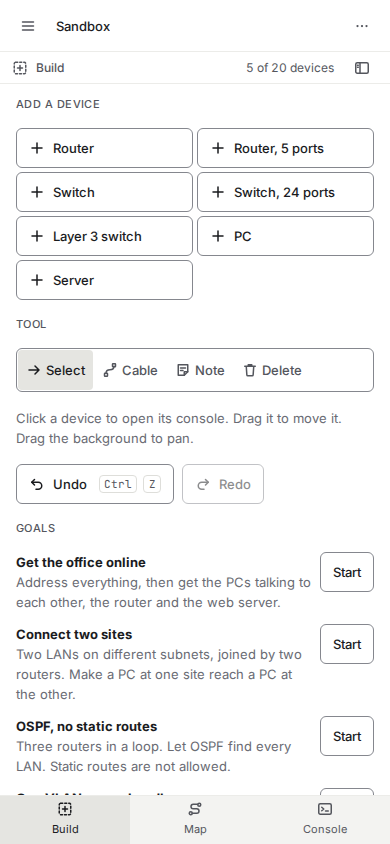 Sandbox
Build
5 of 20 devices
ADD A DEVICE
Router
Router, 5 ports
Switch
Switch, 24 ports
Layer 3 switch
PC
Server
TOOL
Select
Cable
Note
Delete
Click a device to open its console. Drag it to move it.
Drag the background to pan.
Undo Ctrl Z
Redo
GOALS
Get the office online
Address everything, then get the PCs talking to
each other, the router and the web server.
Start
Connect two sites
Two LANs on different subnets, joined by two
routers. Make a PC at one site reach a PC at
the other.
Start
OSPF, no static routes
Three routers in a loop. Let OSPF find every
LAN. Static routes are not allowed.
Start
Build
Map
Console